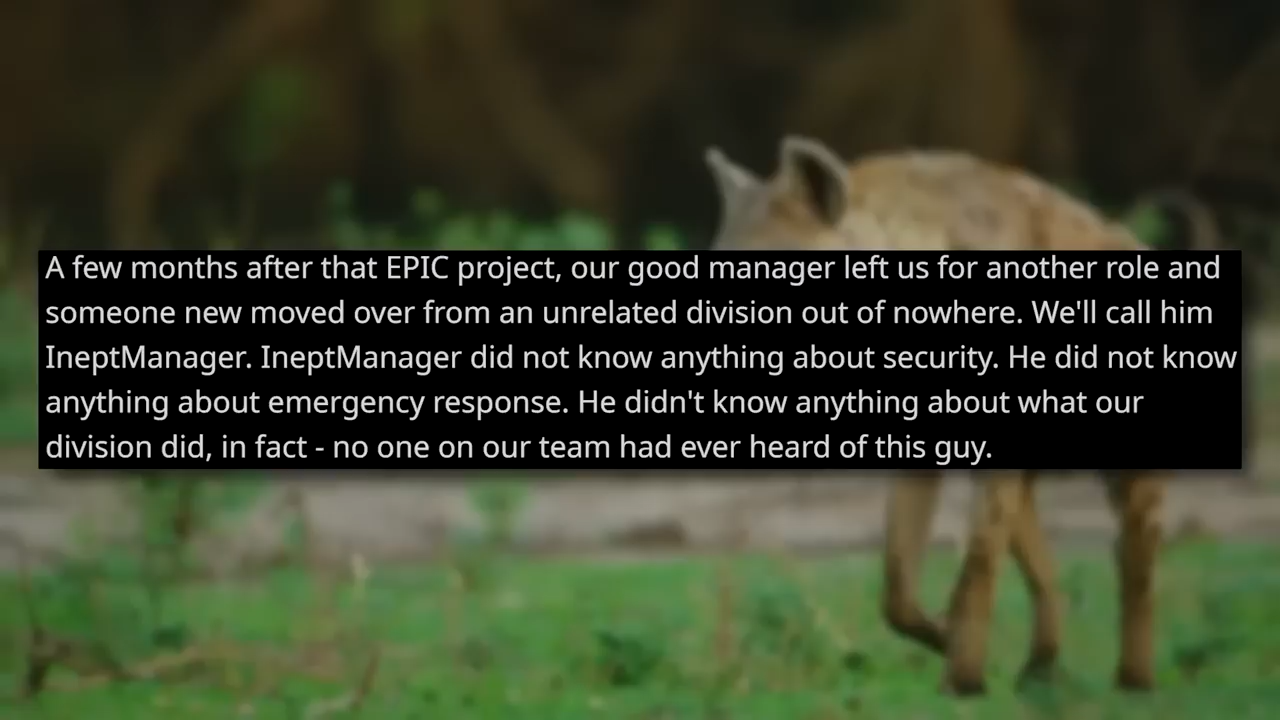 A few months after that EPIC project, our good manager left us for another role and
someone new moved over from an unrelated division out of nowhere. We'll call him
IneptManager. IneptManager did not know anything about security. He did not know
anything about emergency response. He didn't know anything about what our
division did, in fact - no one on our team had ever heard of this guy.